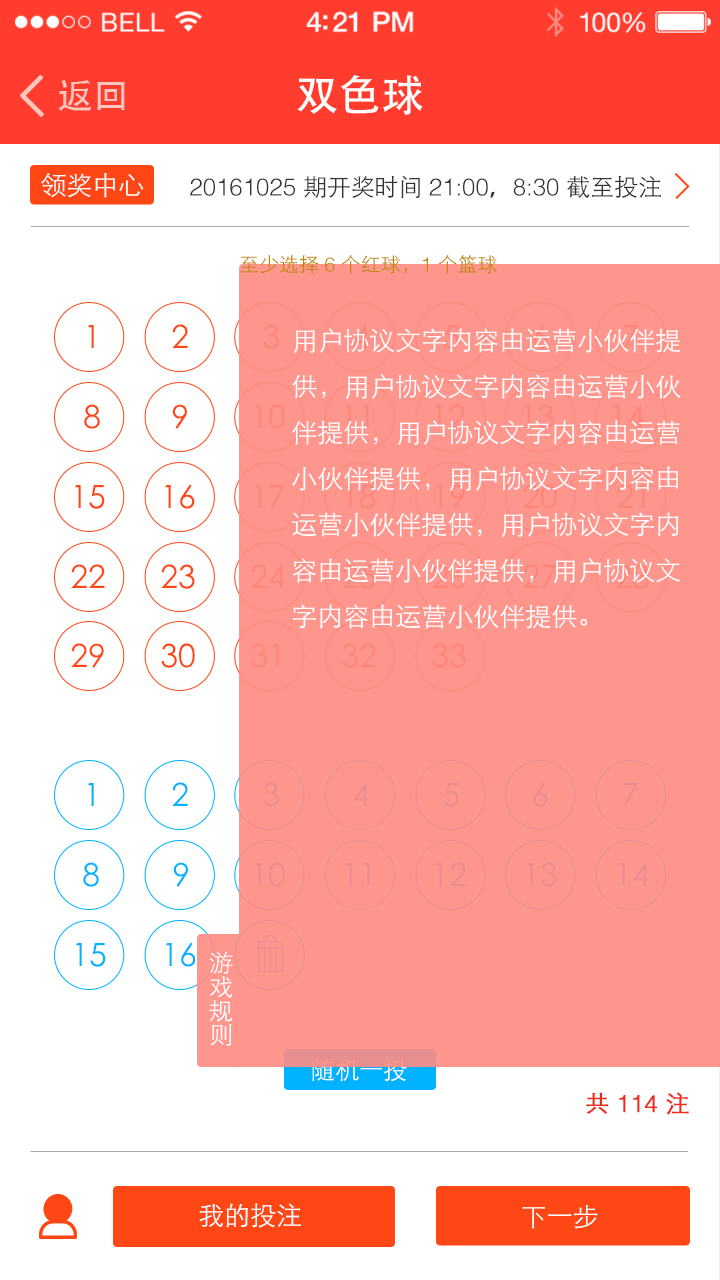 BELL 4:21 PM 100%
返回 双色球
领奖中心 20161025 期开奖时间 21:00，8:30 截至投注
至少选择 6 个红球，1 个篮球
1 2 3 4 5 6 7
8 9 10 11 12 13 14
15 16 17 18 19 20 21
22 23 24 25 26 27 28
29 30 31 32 33
用户协议文字内容由运营小伙伴提
供，用户协议文字内容由运营小伙
伴提供，用户协议文字内容由运营
小伙伴提供，用户协议文字内容由
运营小伙伴提供，用户协议文字内
容由运营小伙伴提供，用户协议文
字内容由运营小伙伴提供。
1 2 3 4 5 6 7
8 9 10 11 12 13 14
15 16
游戏规则
随机一投
共 114 注
我的投注 下一步